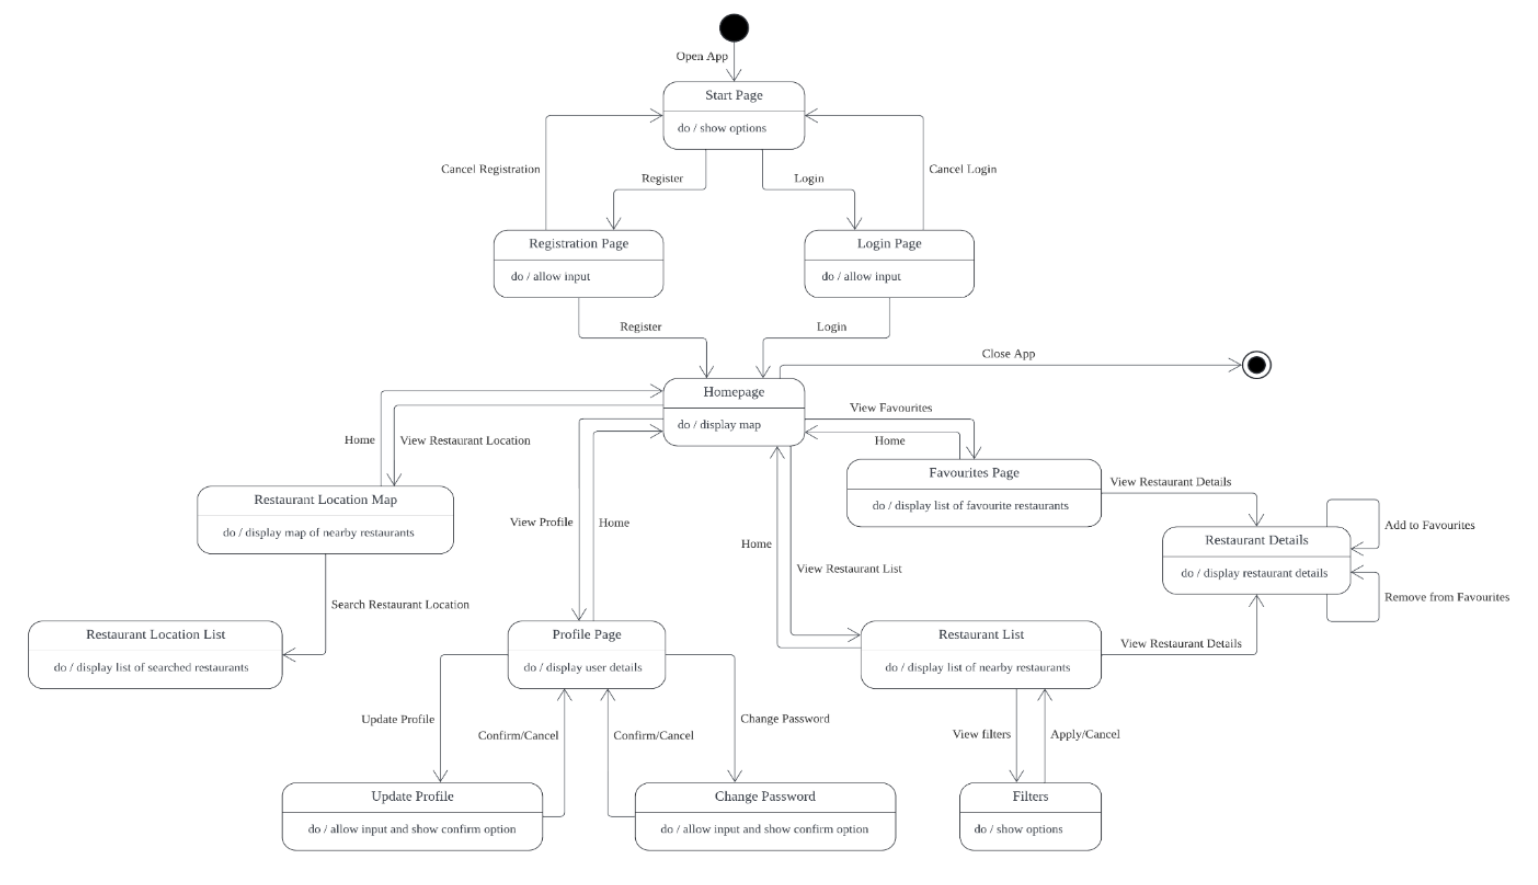 Open App
Start Page
do / show options
Cancel Registration
Register
Login
Cancel Login
Registration Page
do / allow input
Login Page
do / allow input
Register
Login
Close App
Homepage
do / display map
View Favourites
Home
Home
View Restaurant Location
Favourites Page
do / display list of favourite restaurants
View Restaurant Details
Restaurant Location Map
do / display map of nearby restaurants
View Profile
Home
Home
View Restaurant List
Restaurant Details
do / display restaurant details
Add to Favourites
Remove from Favourites
Search Restaurant Location
Restaurant Location List
do / display list of searched restaurants
Profile Page
do / display user details
Restaurant List
do / display list of nearby restaurants
View Restaurant Details
Update Profile
Confirm/Cancel
Confirm/Cancel
Change Password
View filters
Apply/Cancel
Update Profile
do / allow input and show confirm option
Change Password
do / allow input and show confirm option
Filters
do / show options